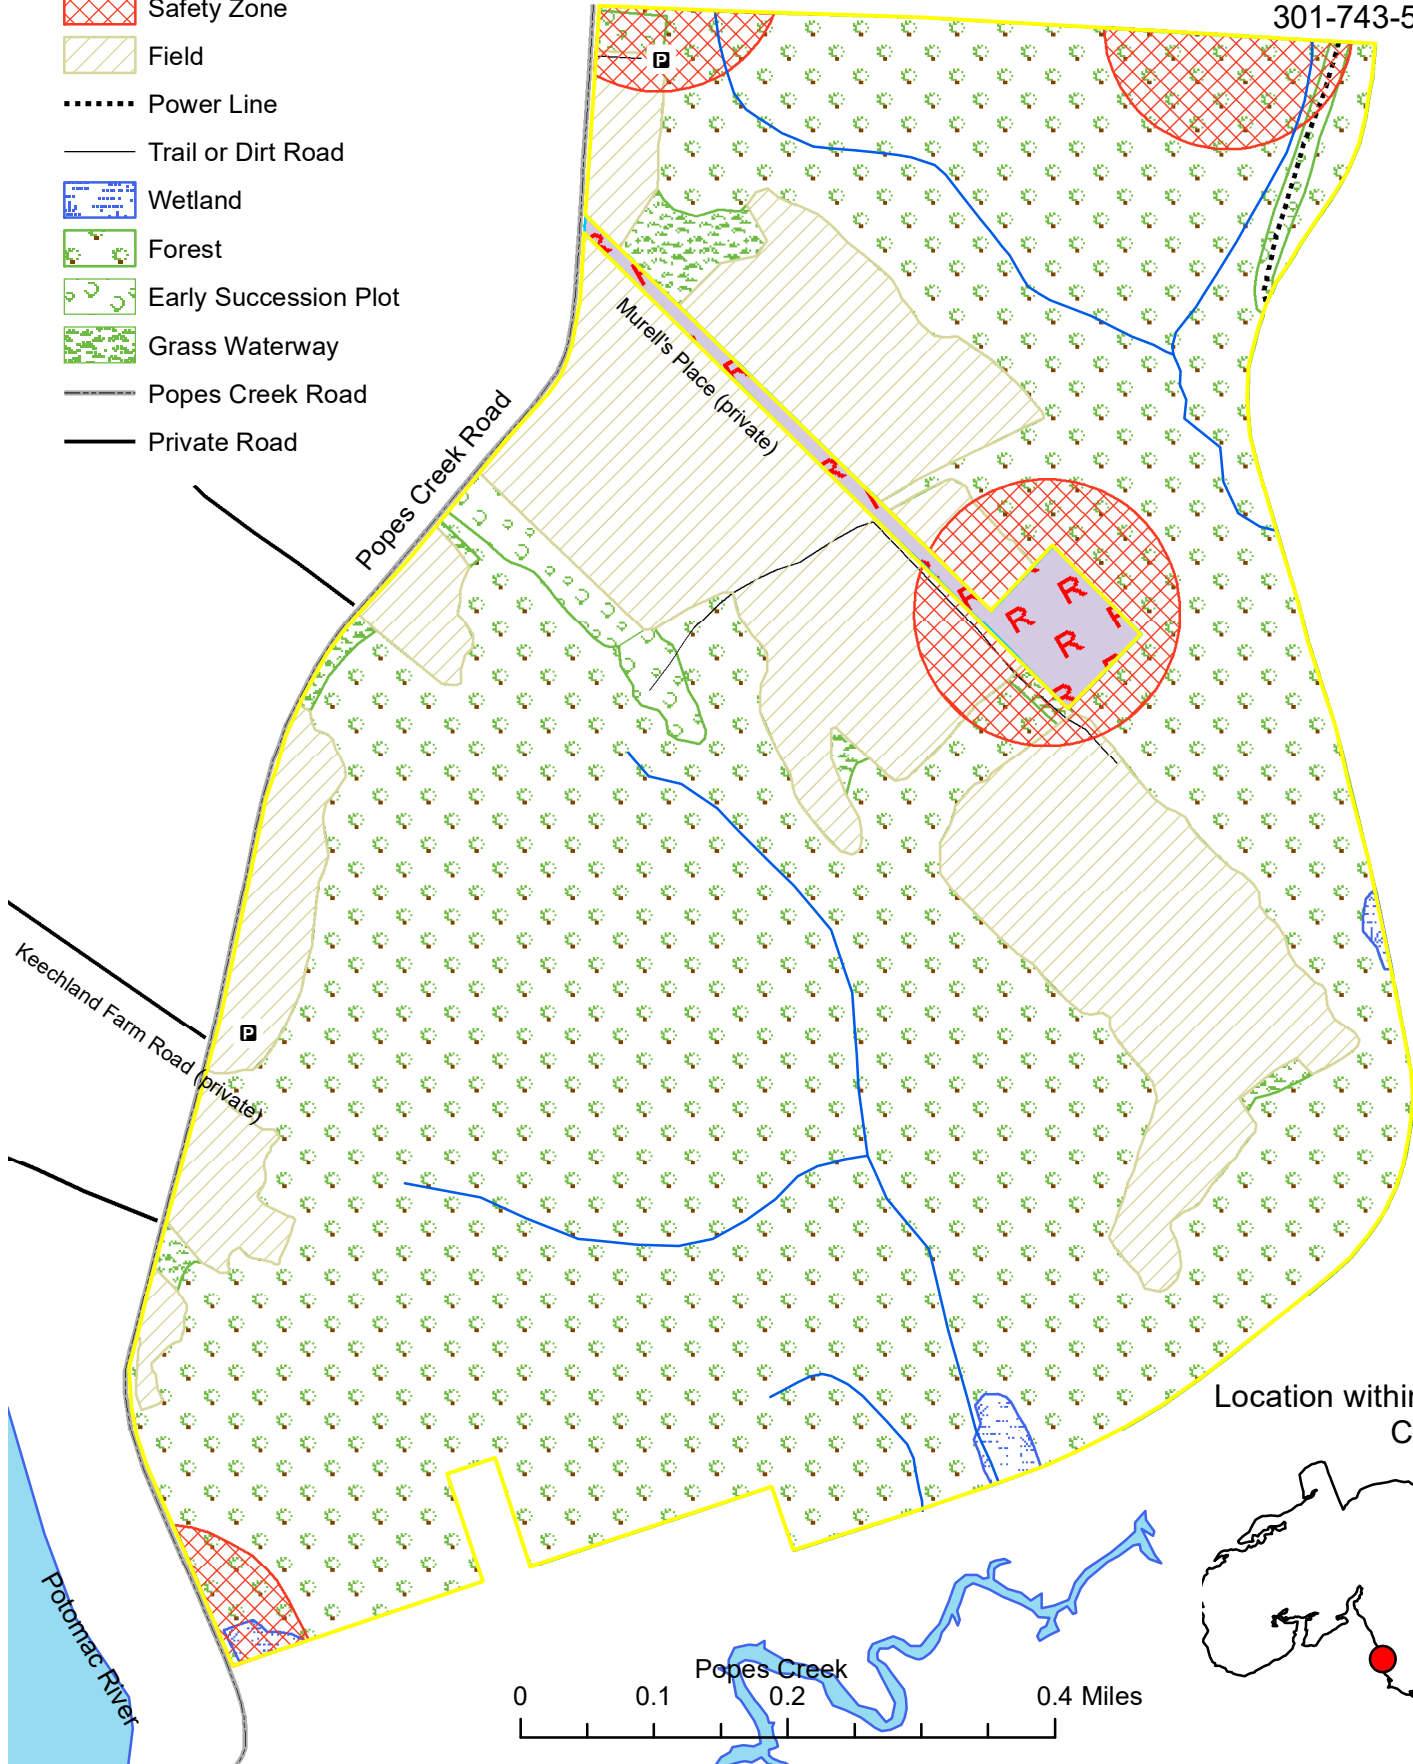 301-743-5
Safety Zone
Field
Power Line
Trail or Dirt Road
Wetland
Forest
Early Succession Plot
Grass Waterway
Popes Creek Road
Private Road
P
Murell's Place (private)
Popes Creek Road
R
R
R
R
R
Keechland Farm Road (private)
P
Location within
C
Potomac River
Popes Creek
0 0.1 0.2 0.4 Miles